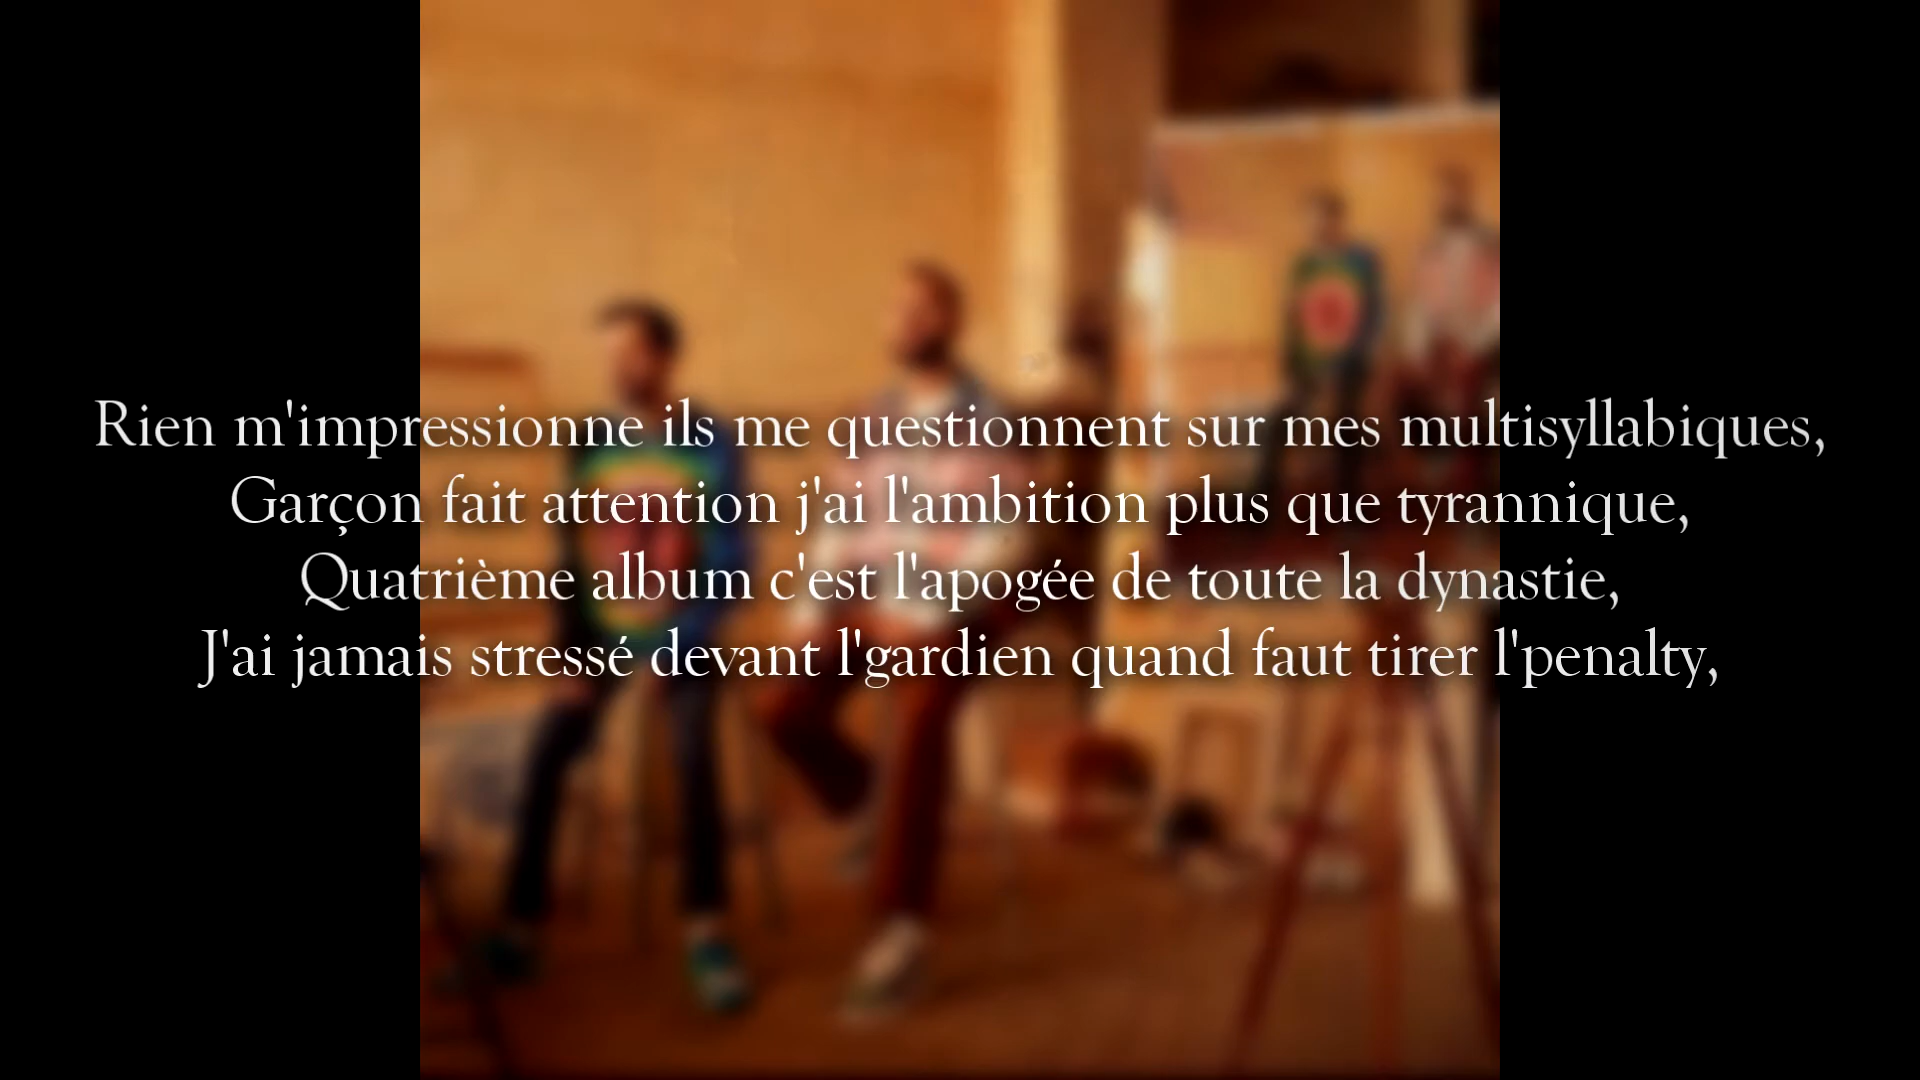 Rien m'impressionne ils me questionnent sur mes multisyllabiques,
Garçon fait attention j'ai l'ambition plus que tyrannique,
Quatrième album c'est l'apogée de toute la dynastie,
J'ai jamais stressé devant l'gardien quand faut tirer l'penalty,